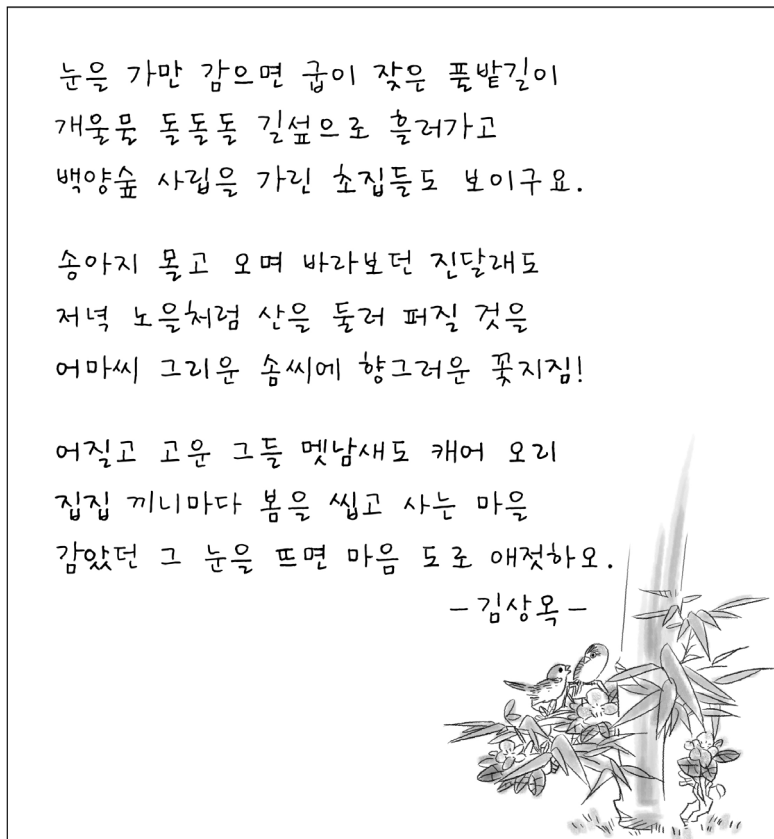 눈을 가만 감으면 굽이 잦은 풀밭길이
개울물 돌돌돌 길섶으로 흘러가고
백양숲 사립을 가린 초집들도 보이구요.
송아지 몰고 오며 바라보던 진달래도
저녁 노을처럼 산을 둘러 퍼질 것을
어마씨 그리운 솜씨에 향그러운 꽃지짐!
어질고 고운 그들 멧남새도 캐어 오리
집집 끼니마다 봄을 씹고 사는 마을
감았던 그 눈을 뜨면 마음 도로 애젓하오.
-김상옥-